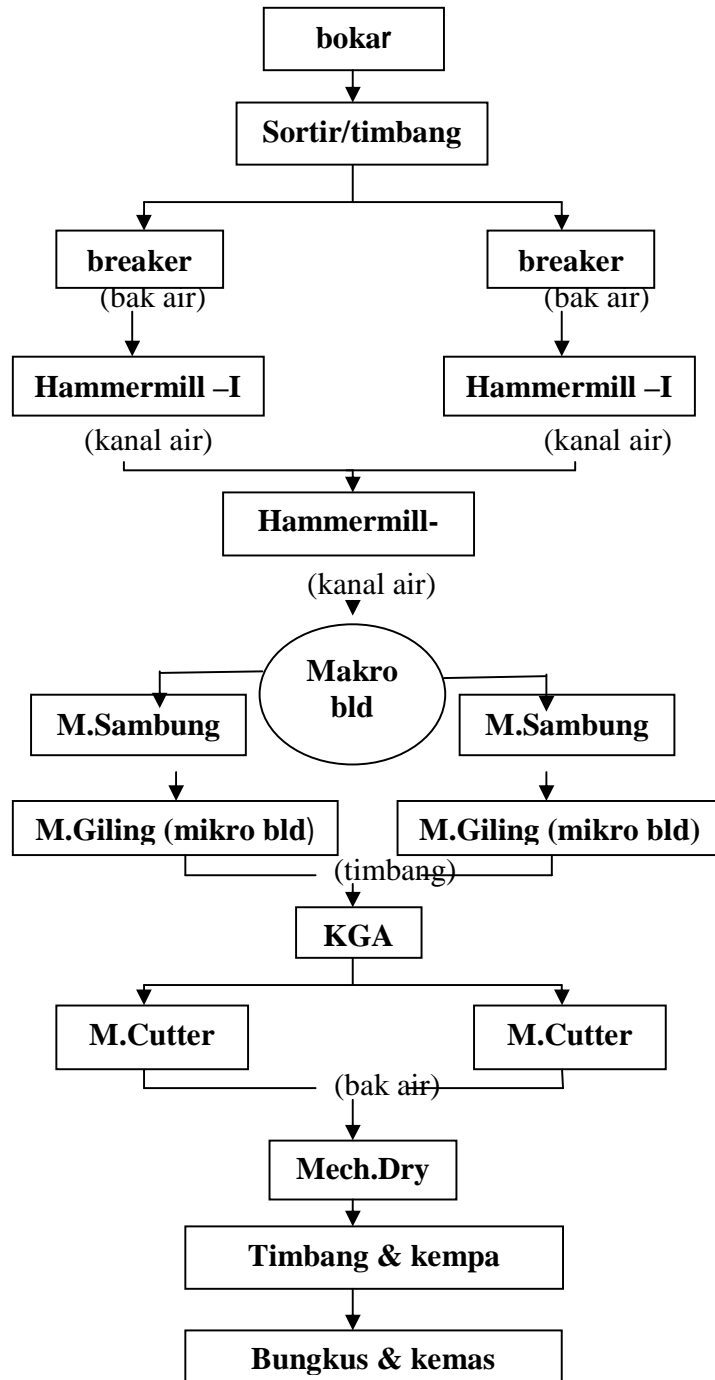 bokar
Sortir/timbang
breaker
breaker
(bak air)
(bak air)
Hammermill –I
Hammermill –I
(kanal air)
(kanal air)
Hammermill-
(kanal air)
Makro
bld
M.Sambung
M.Sambung
M.Giling (mikro bld)
M.Giling (mikro bld)
(timbang)
KGA
M.Cutter
M.Cutter
(bak air)
Mech.Dry
Timbang & kempa
Bungkus & kemas